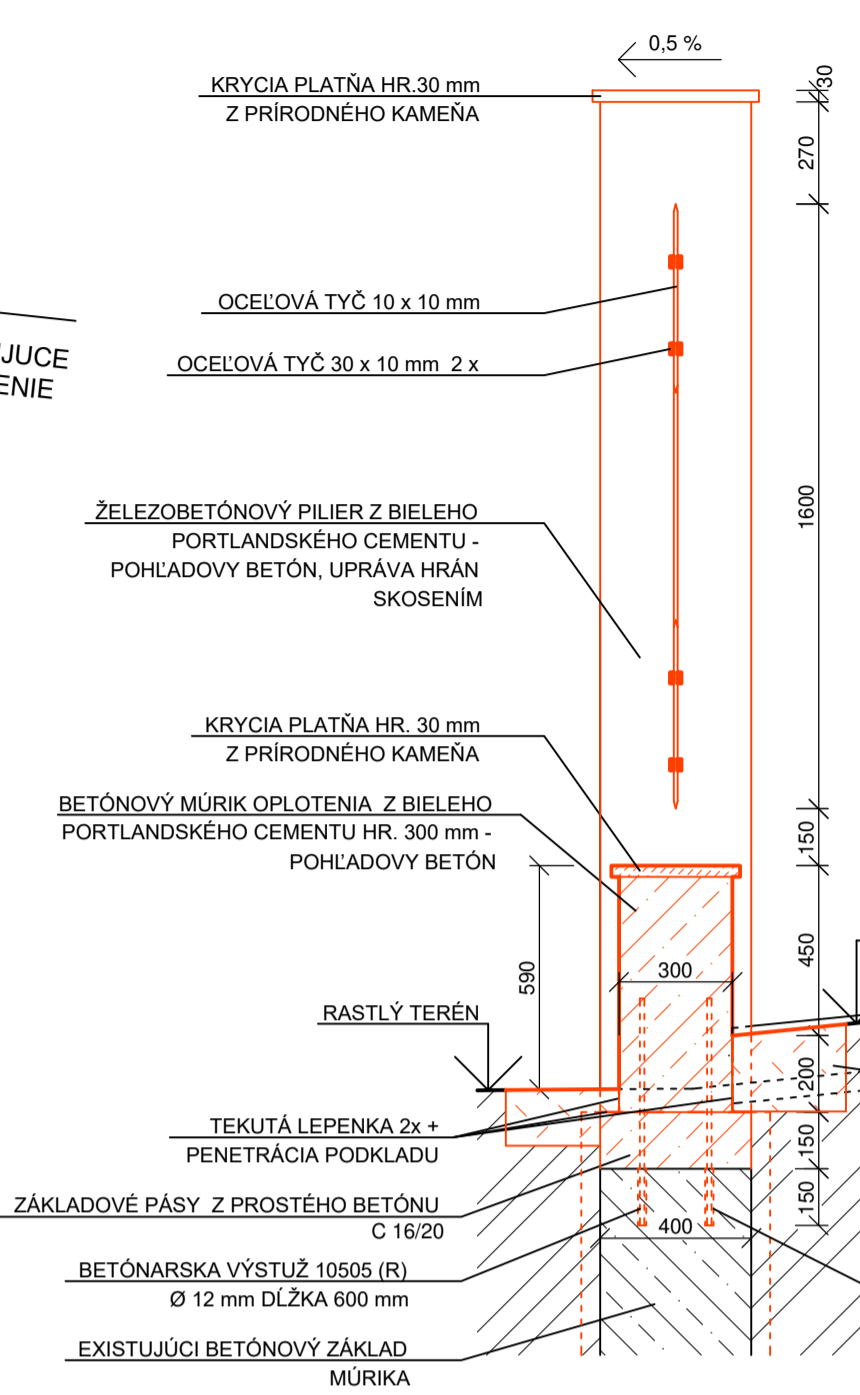 0,5 %
30
KRYCIA PLATŇA HR.30 mm
Z PRÍRODNÉHO KAMEŇA
270
OCEĽOVÁ TYČ 10 x 10 mm
OCEĽOVÁ TYČ 30 x 10 mm 2 x
JUCE
ENIE
1600
ŽELEZOBETÓNOVÝ PILIER Z BIELEHO
PORTLANDSKÉHO CEMENTU -
POHĽADOVY BETÓN, UPRÁVA HRÁN
SKOSENÍM
KRYCIA PLATŇA HR. 30 mm
Z PRÍRODNÉHO KAMEŇA
BETÓNOVÝ MÚRIK OPLOTENIA Z BIELEHO
PORTLANDSKÉHO CEMENTU HR. 300 mm -
POHĽADOVY BETÓN
150
450
590
300
RASTLÝ TERÉN
200
TEKUTÁ LEPENKA 2x +
PENETRÁCIA PODKLADU
150
ZÁKLADOVÉ PÁSY Z PROSTÉHO BETÓNU
C 16/20
150
400
BETÓNARSKA VÝSTUŽ 10505 (R)
Ø 12 mm DĹŽKA 600 mm
EXISTUJÚCI BETÓNOVÝ ZÁKLAD
MÚRIKA